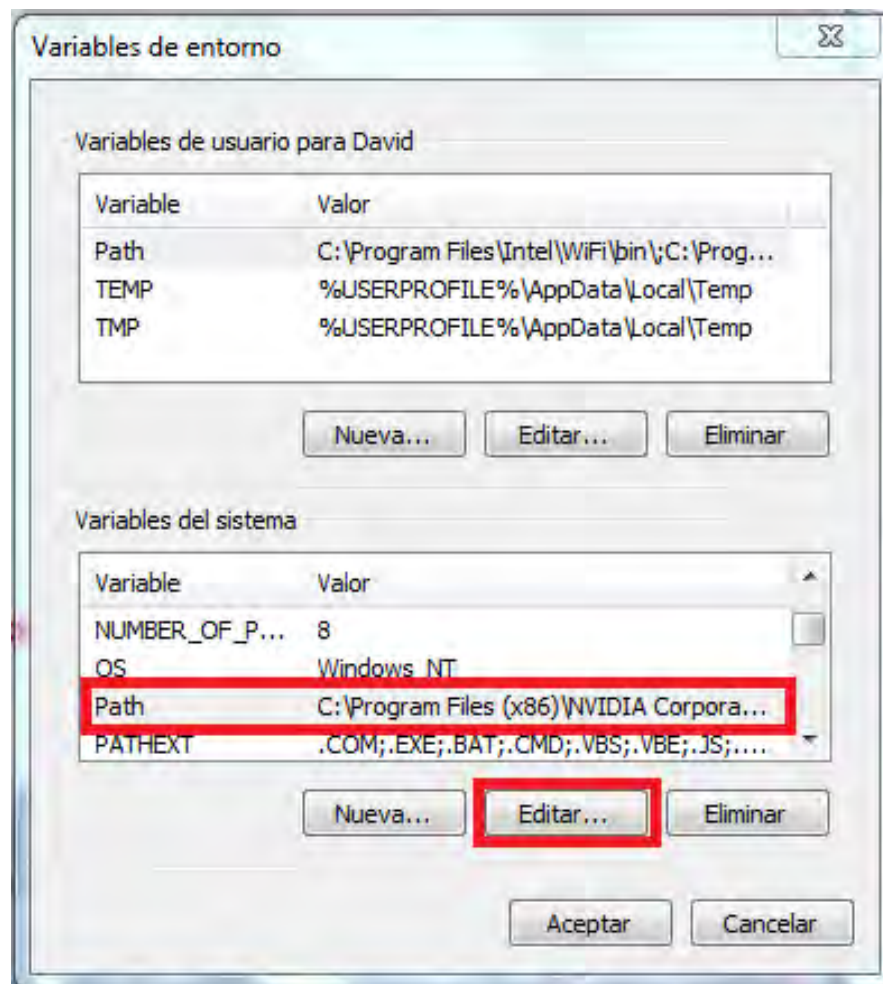 Variables de entorno
Variables de usuario para David
Variable Valor
Path C:\Program Files\Intel\WiFi\bin\;C:\Prog...
TEMP %USERPROFILE%\AppData\Local\Temp
TMP %USERPROFILE%\AppData\Local\Temp
Nueva... Editar... Eliminar
Variables del sistema
Variable Valor
NUMBER_OF_P... 8
OS Windows_NT
Path C:\Program Files (x86)\NVIDIA Corpora...
PATHEXT .COM;.EXE;.BAT;.CMD;.VBS;.VBE;.JS;....
Nueva... Editar... Eliminar
Aceptar Cancelar